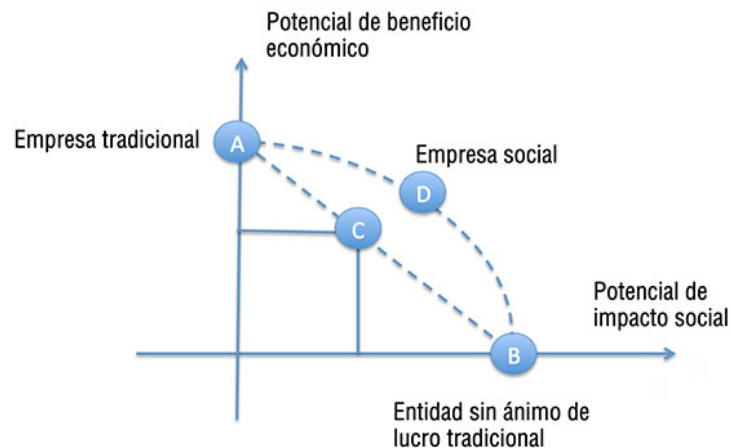 Potencial de beneficio
económico
Empresa tradicional
A
Empresa social
D
C
Potencial de
impacto social
B
Entidad sin ánimo de
lucro tradicional